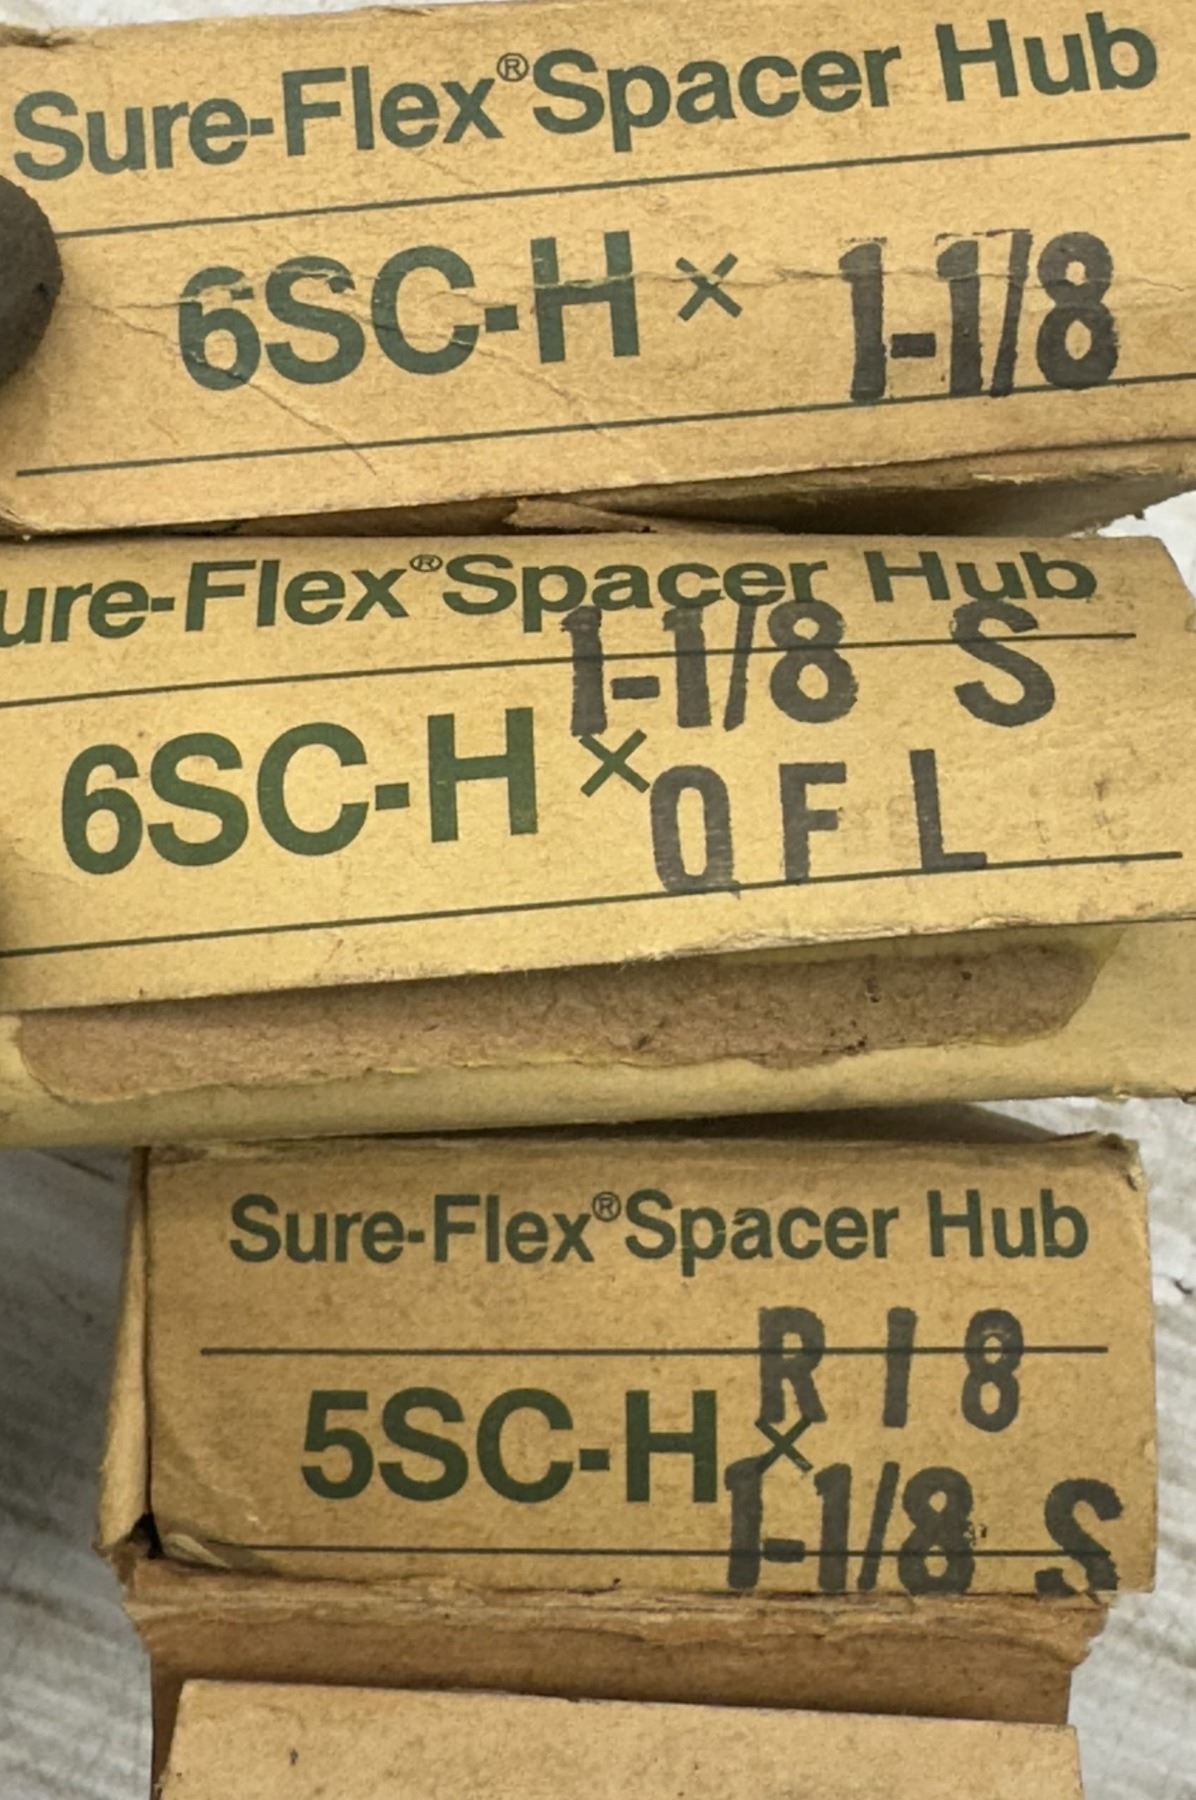 Sure-Flex® Spacer Hub
6SC-H × 1-1/8
ure-Flex® Spacer Hub
1-1/8 S
6SC-H ×
0 F L
Sure-Flex® Spacer Hub
R 1 8
5SC-H ×
1-1/8 S